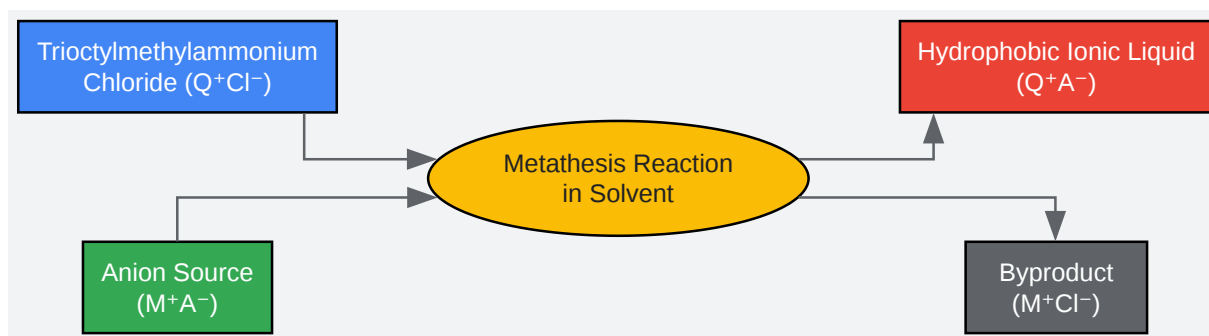 Trioctylmethylammonium
Chloride (Q⁺Cl⁻)
Hydrophobic Ionic Liquid
(Q⁺A⁻)
Metathesis Reaction
in Solvent
Anion Source
(M⁺A⁻)
Byproduct
(M⁺Cl⁻)